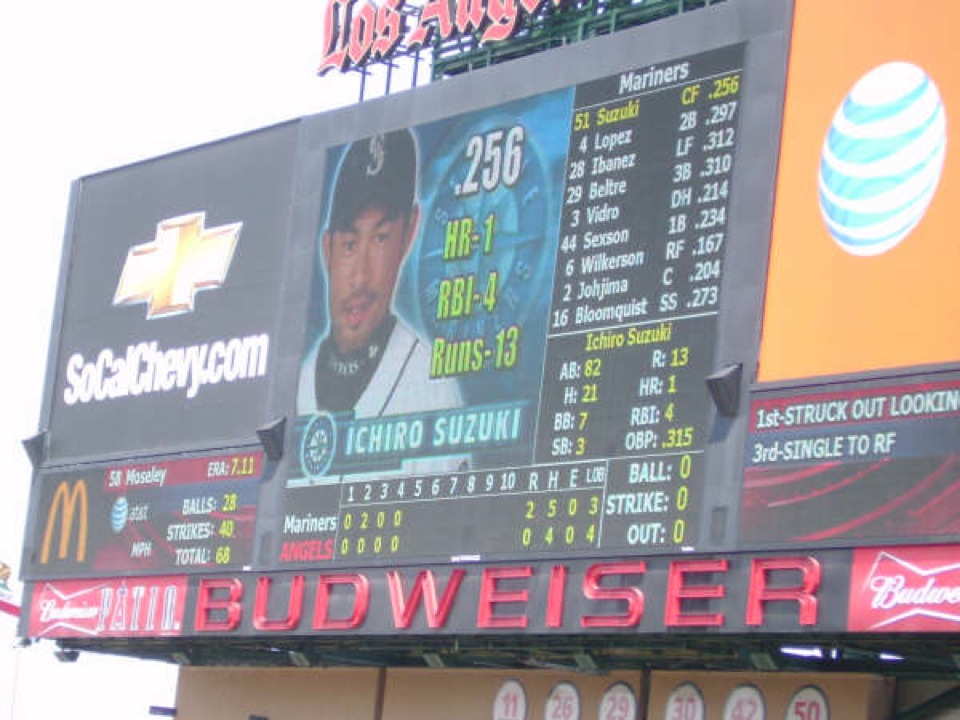 Los Angeles
SoCalChevy.com
.256
HR-1
RBI-4
Runs-13
ICHIRO SUZUKI
Mariners
51 Suzuki CF .256
4 Lopez 2B .297
28 Ibanez LF .312
29 Beltre 3B .310
3 Vidro DH .214
44 Sexson 1B .234
6 Wilkerson RF .167
2 Johjima C .204
16 Bloomquist SS .273
Ichiro Suzuki
AB: 82 R: 13
H: 21 HR: 1
BB: 7 RBI: 4
SB: 3 OBP: .315
1st-STRUCK OUT LOOKIN
3rd-SINGLE TO RF
58 Moseley ERA: 7.11
at&t BALLS: 28
STRIKES: 40
MPH TOTAL: 68
1 2 3 4 5 6 7 8 9 10 R H E LOB
Mariners 0 2 0 0 2 5 0 3
ANGELS 0 0 0 0 0 4 0 4
BALL: 0
STRIKE: 0
OUT: 0
Budweiser PATIO
BUDWEISER
Budwe
11 26 29 30 42 50